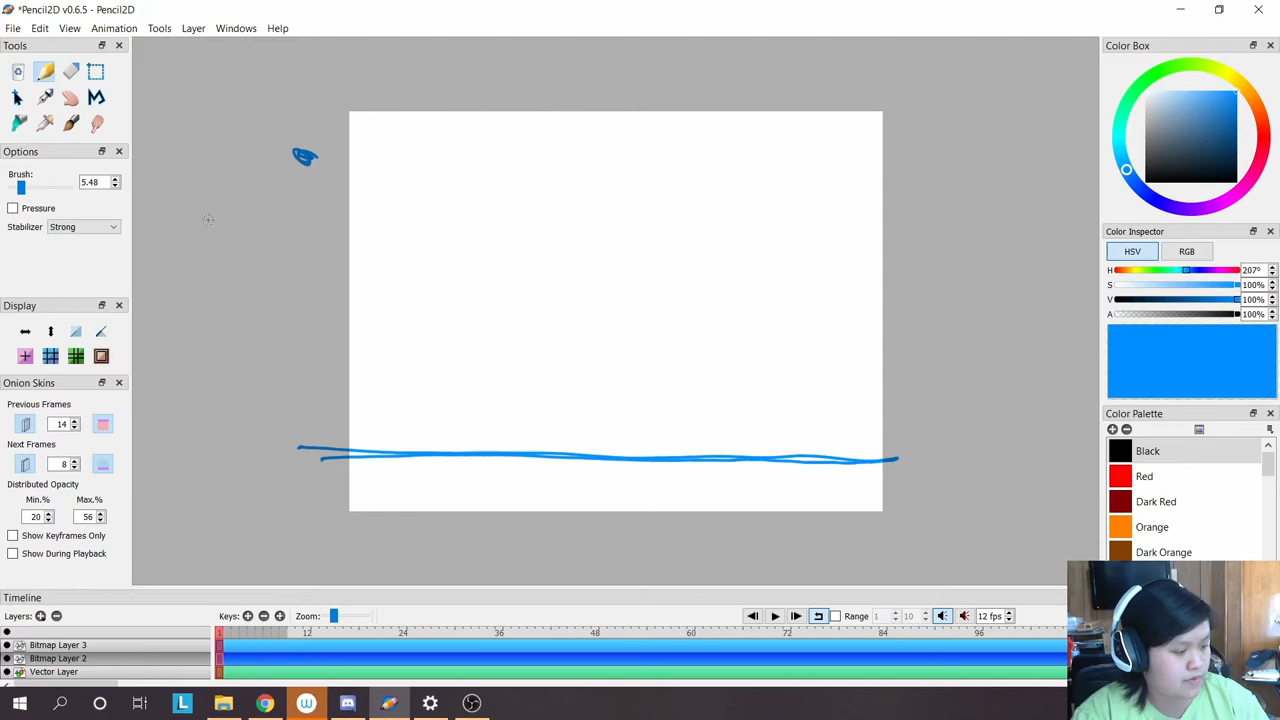 *Pencil2D v0.6.5 - Pencil2D
File Edit View Animation Tools Layer Windows Help
Tools
Options
Brush:
5.48
Pressure
Stabilizer Strong
Display
Onion Skins
Previous Frames
14
Next Frames
8
Distributed Opacity
Min.% Max.%
20 56
Show Keyframes Only
Show During Playback
Color Box
Color Inspector
HSV RGB
H 207°
S 100%
V 100%
A 100%
Color Palette
Black
Red
Dark Red
Orange
Dark Orange
Timeline
Layers: Keys: Zoom: Range 1 10 12 fps
12 24 36 48 60 72 84 96
Bitmap Layer 3
Bitmap Layer 2
Vector Layer
L W